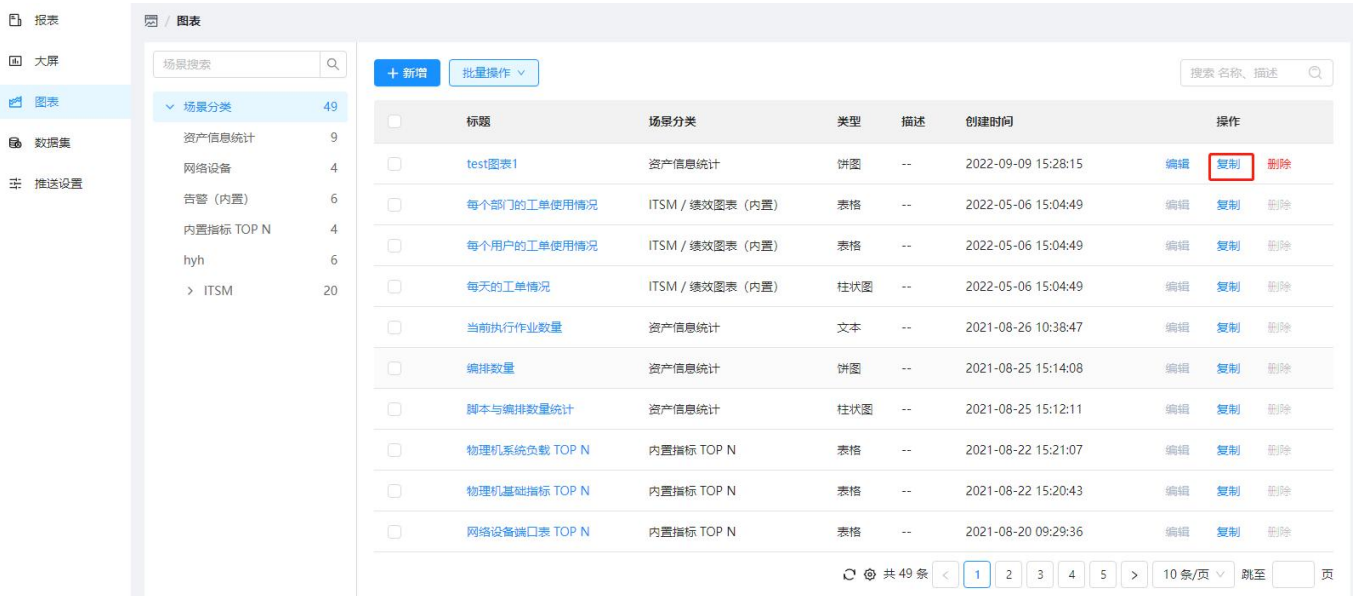 报表
大屏
图表
数据集
推送设置
/ 图表
场景搜索
场景分类 49
资产信息统计 9
网络设备 4
告警（内置） 6
内置指标 TOP N 4
hyh 6
ITSM 20
+ 新增 批量操作 搜索 名称、描述
标题 场景分类 类型 描述 创建时间 操作
test图表1 资产信息统计 饼图 -- 2022-09-09 15:28:15 编辑 复制 删除
每个部门的工单使用情况 ITSM / 绩效图表（内置） 表格 -- 2022-05-06 15:04:49 编辑 复制 删除
每个用户的工单使用情况 ITSM / 绩效图表（内置） 表格 -- 2022-05-06 15:04:49 编辑 复制 删除
每天的工单情况 ITSM / 绩效图表（内置） 柱状图 -- 2022-05-06 15:04:49 编辑 复制 删除
当前执行作业数量 资产信息统计 文本 -- 2021-08-26 10:38:47 编辑 复制 删除
编排数量 资产信息统计 饼图 -- 2021-08-25 15:14:08 编辑 复制 删除
脚本与编排数量统计 资产信息统计 柱状图 -- 2021-08-25 15:12:11 编辑 复制 删除
物理机系统负载 TOP N 内置指标 TOP N 表格 -- 2021-08-22 15:21:07 编辑 复制 删除
物理机基础指标 TOP N 内置指标 TOP N 表格 -- 2021-08-22 15:20:43 编辑 复制 删除
网络设备端口表 TOP N 内置指标 TOP N 表格 -- 2021-08-20 09:29:36 编辑 复制 删除
共 49 条 < 1 2 3 4 5 > 10 条/页 跳至 页